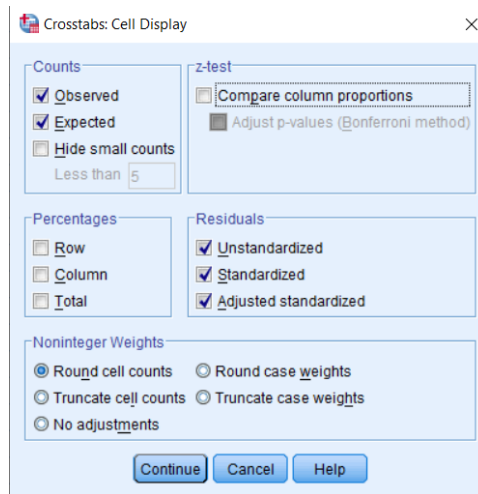 Crosstabs: Cell Display
Counts
Observed
Expected
Hide small counts
Less than 5
z-test
Compare column proportions
Adjust p-values (Bonferroni method)
Percentages
Row
Column
Total
Residuals
Unstandardized
Standardized
Adjusted standardized
Noninteger Weights
Round cell counts Round case weights
Truncate cell counts Truncate case weights
No adjustments
Continue Cancel Help